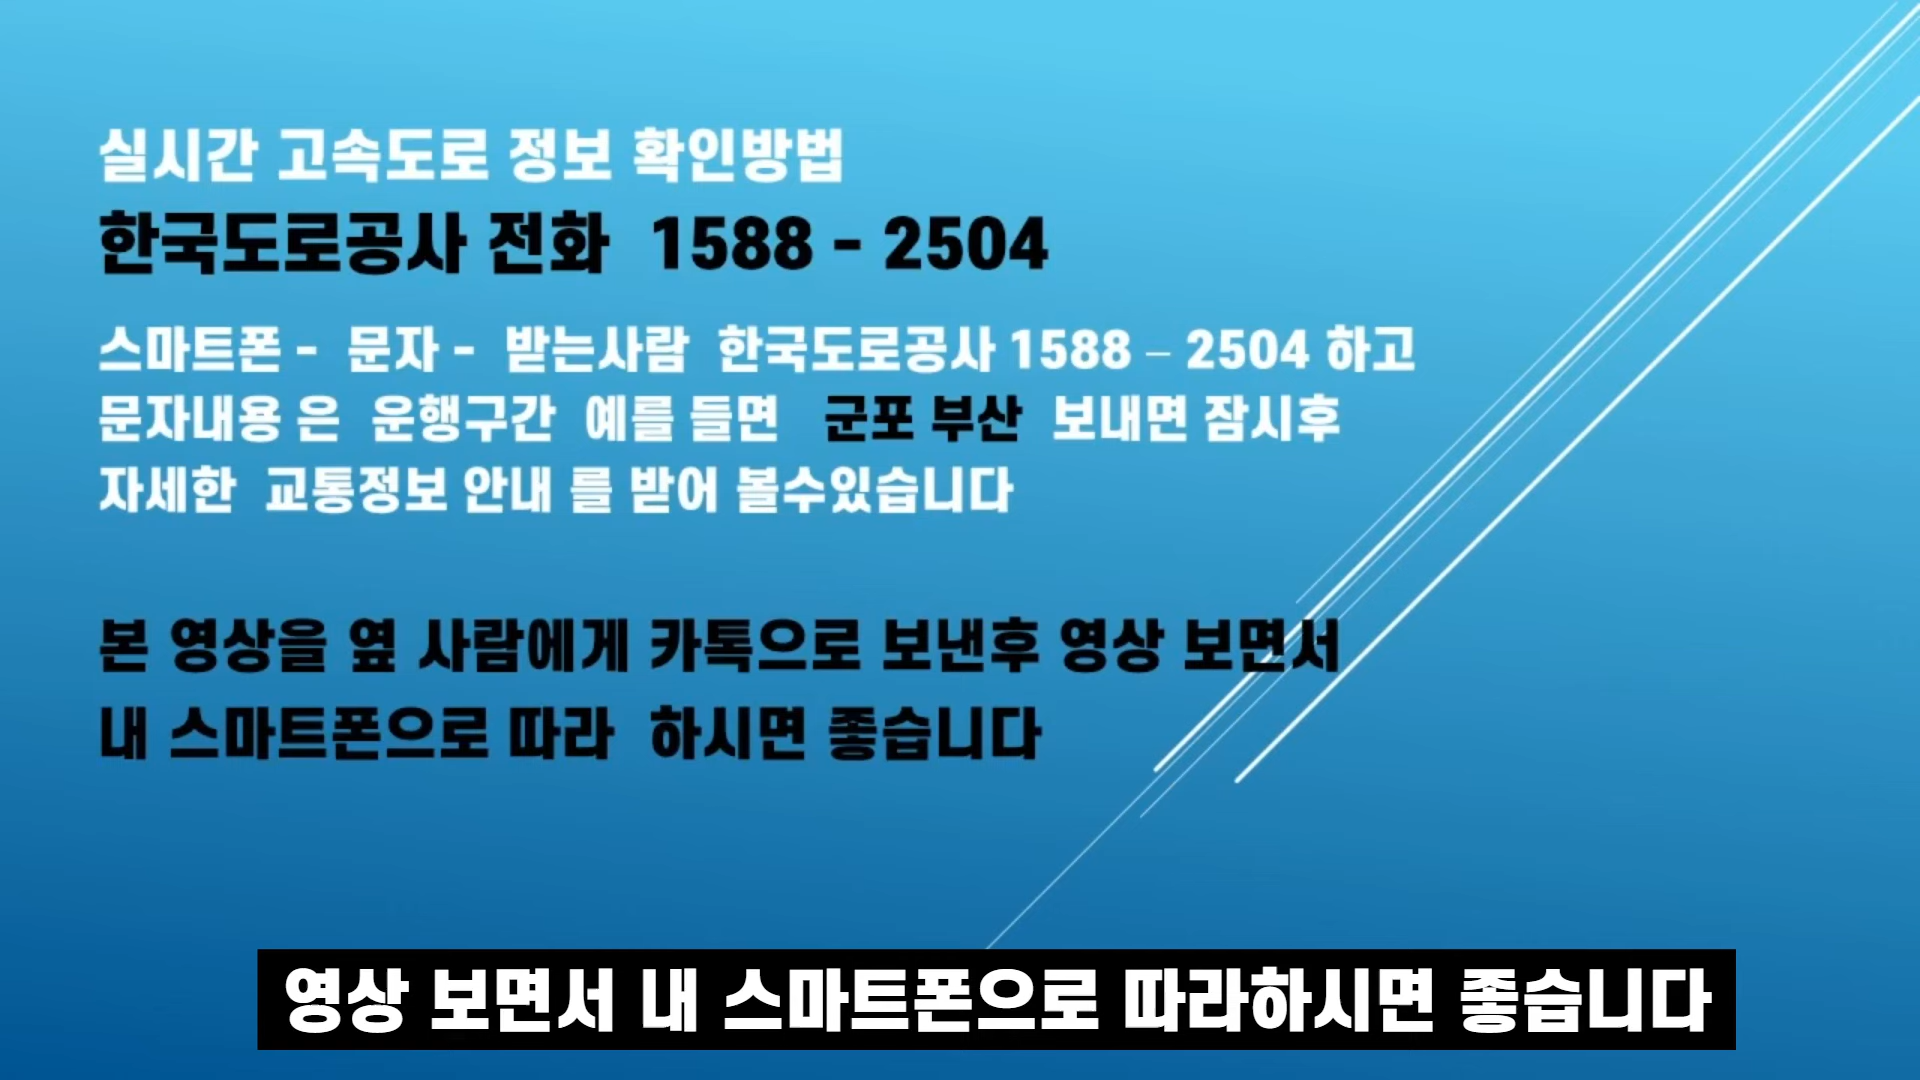 실시간 고속도로 정보 확인방법
한국도로공사 전화 1588 - 2504
스마트폰 - 문자 - 받는사람 한국도로공사 1588 – 2504 하고
문자내용 은 운행구간 예를 들면 군포 부산 보내면 잠시후
자세한 교통정보 안내 를 받어 볼수있습니다
본 영상을 옆 사람에게 카톡으로 보낸후 영상 보면서
내 스마트폰으로 따라 하시면 좋습니다
영상 보면서 내 스마트폰으로 따라하시면 좋습니다